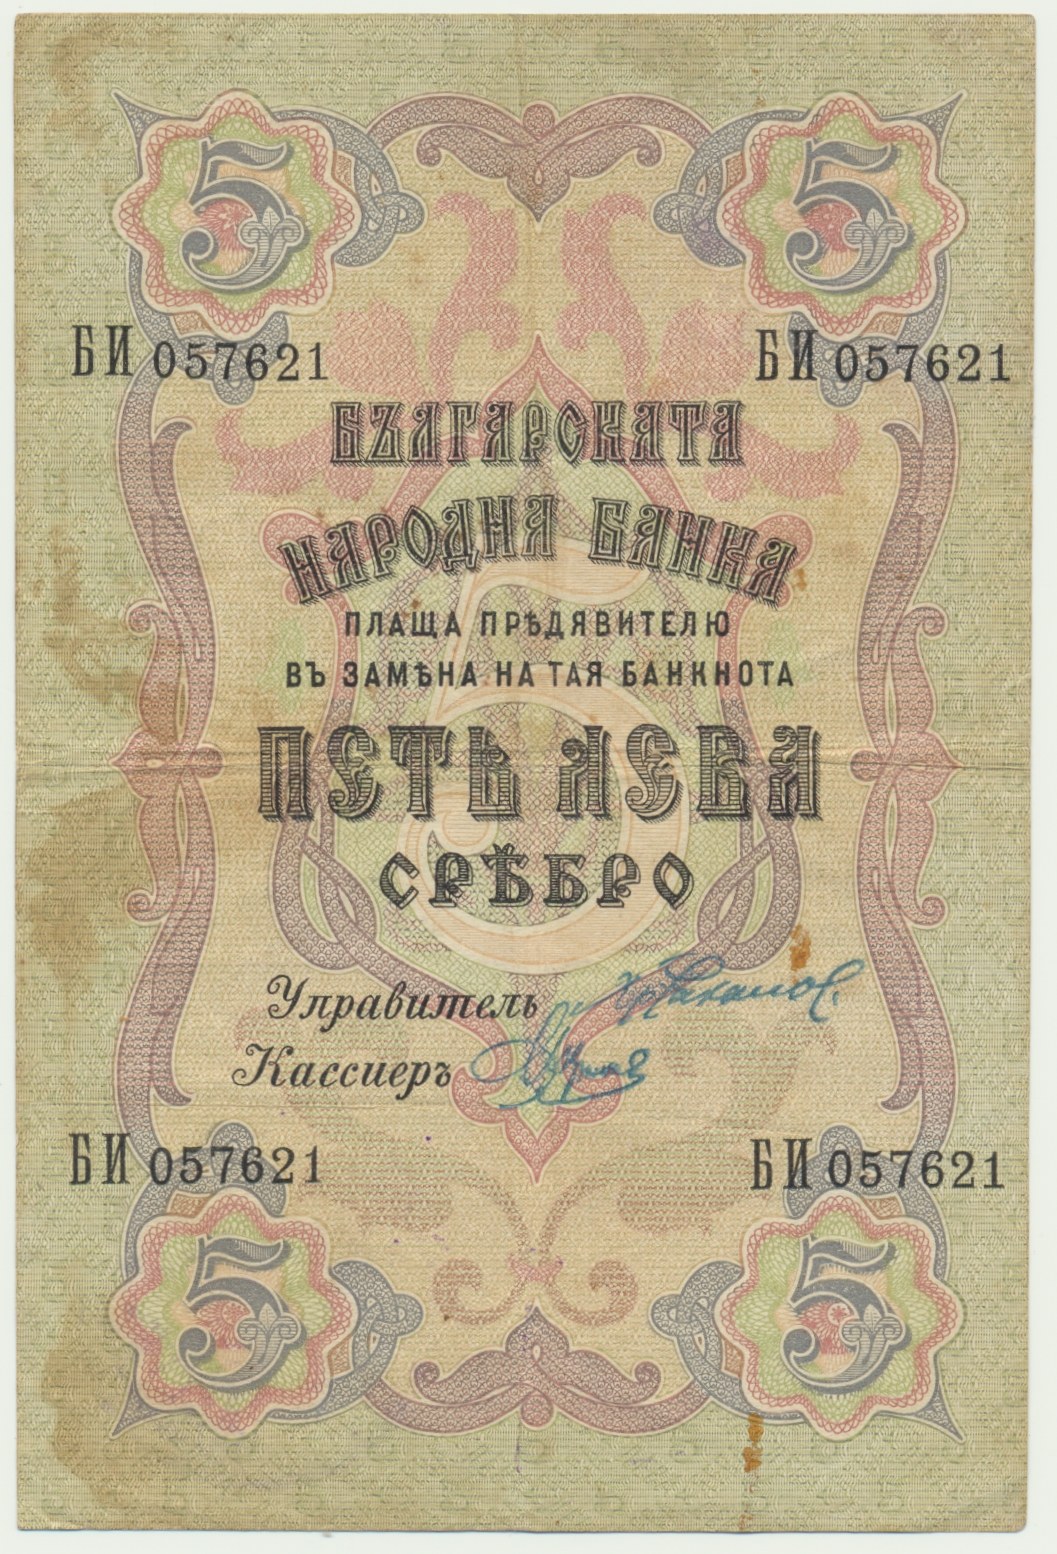 5 5
БИ 057621 БИ 057621
БЪЛГАРСКАТА
НАРОДНА БАНКА
ПЛАЩА ПРѢДЯВИТЕЛЮ
ВЪ ЗАМѢНА НА ТАЯ БАНКНОТА
ПЕТЬ ЛЕВА
СРѢБРО
Управитель
Кассиеръ
БИ 057621 БИ 057621
5 5